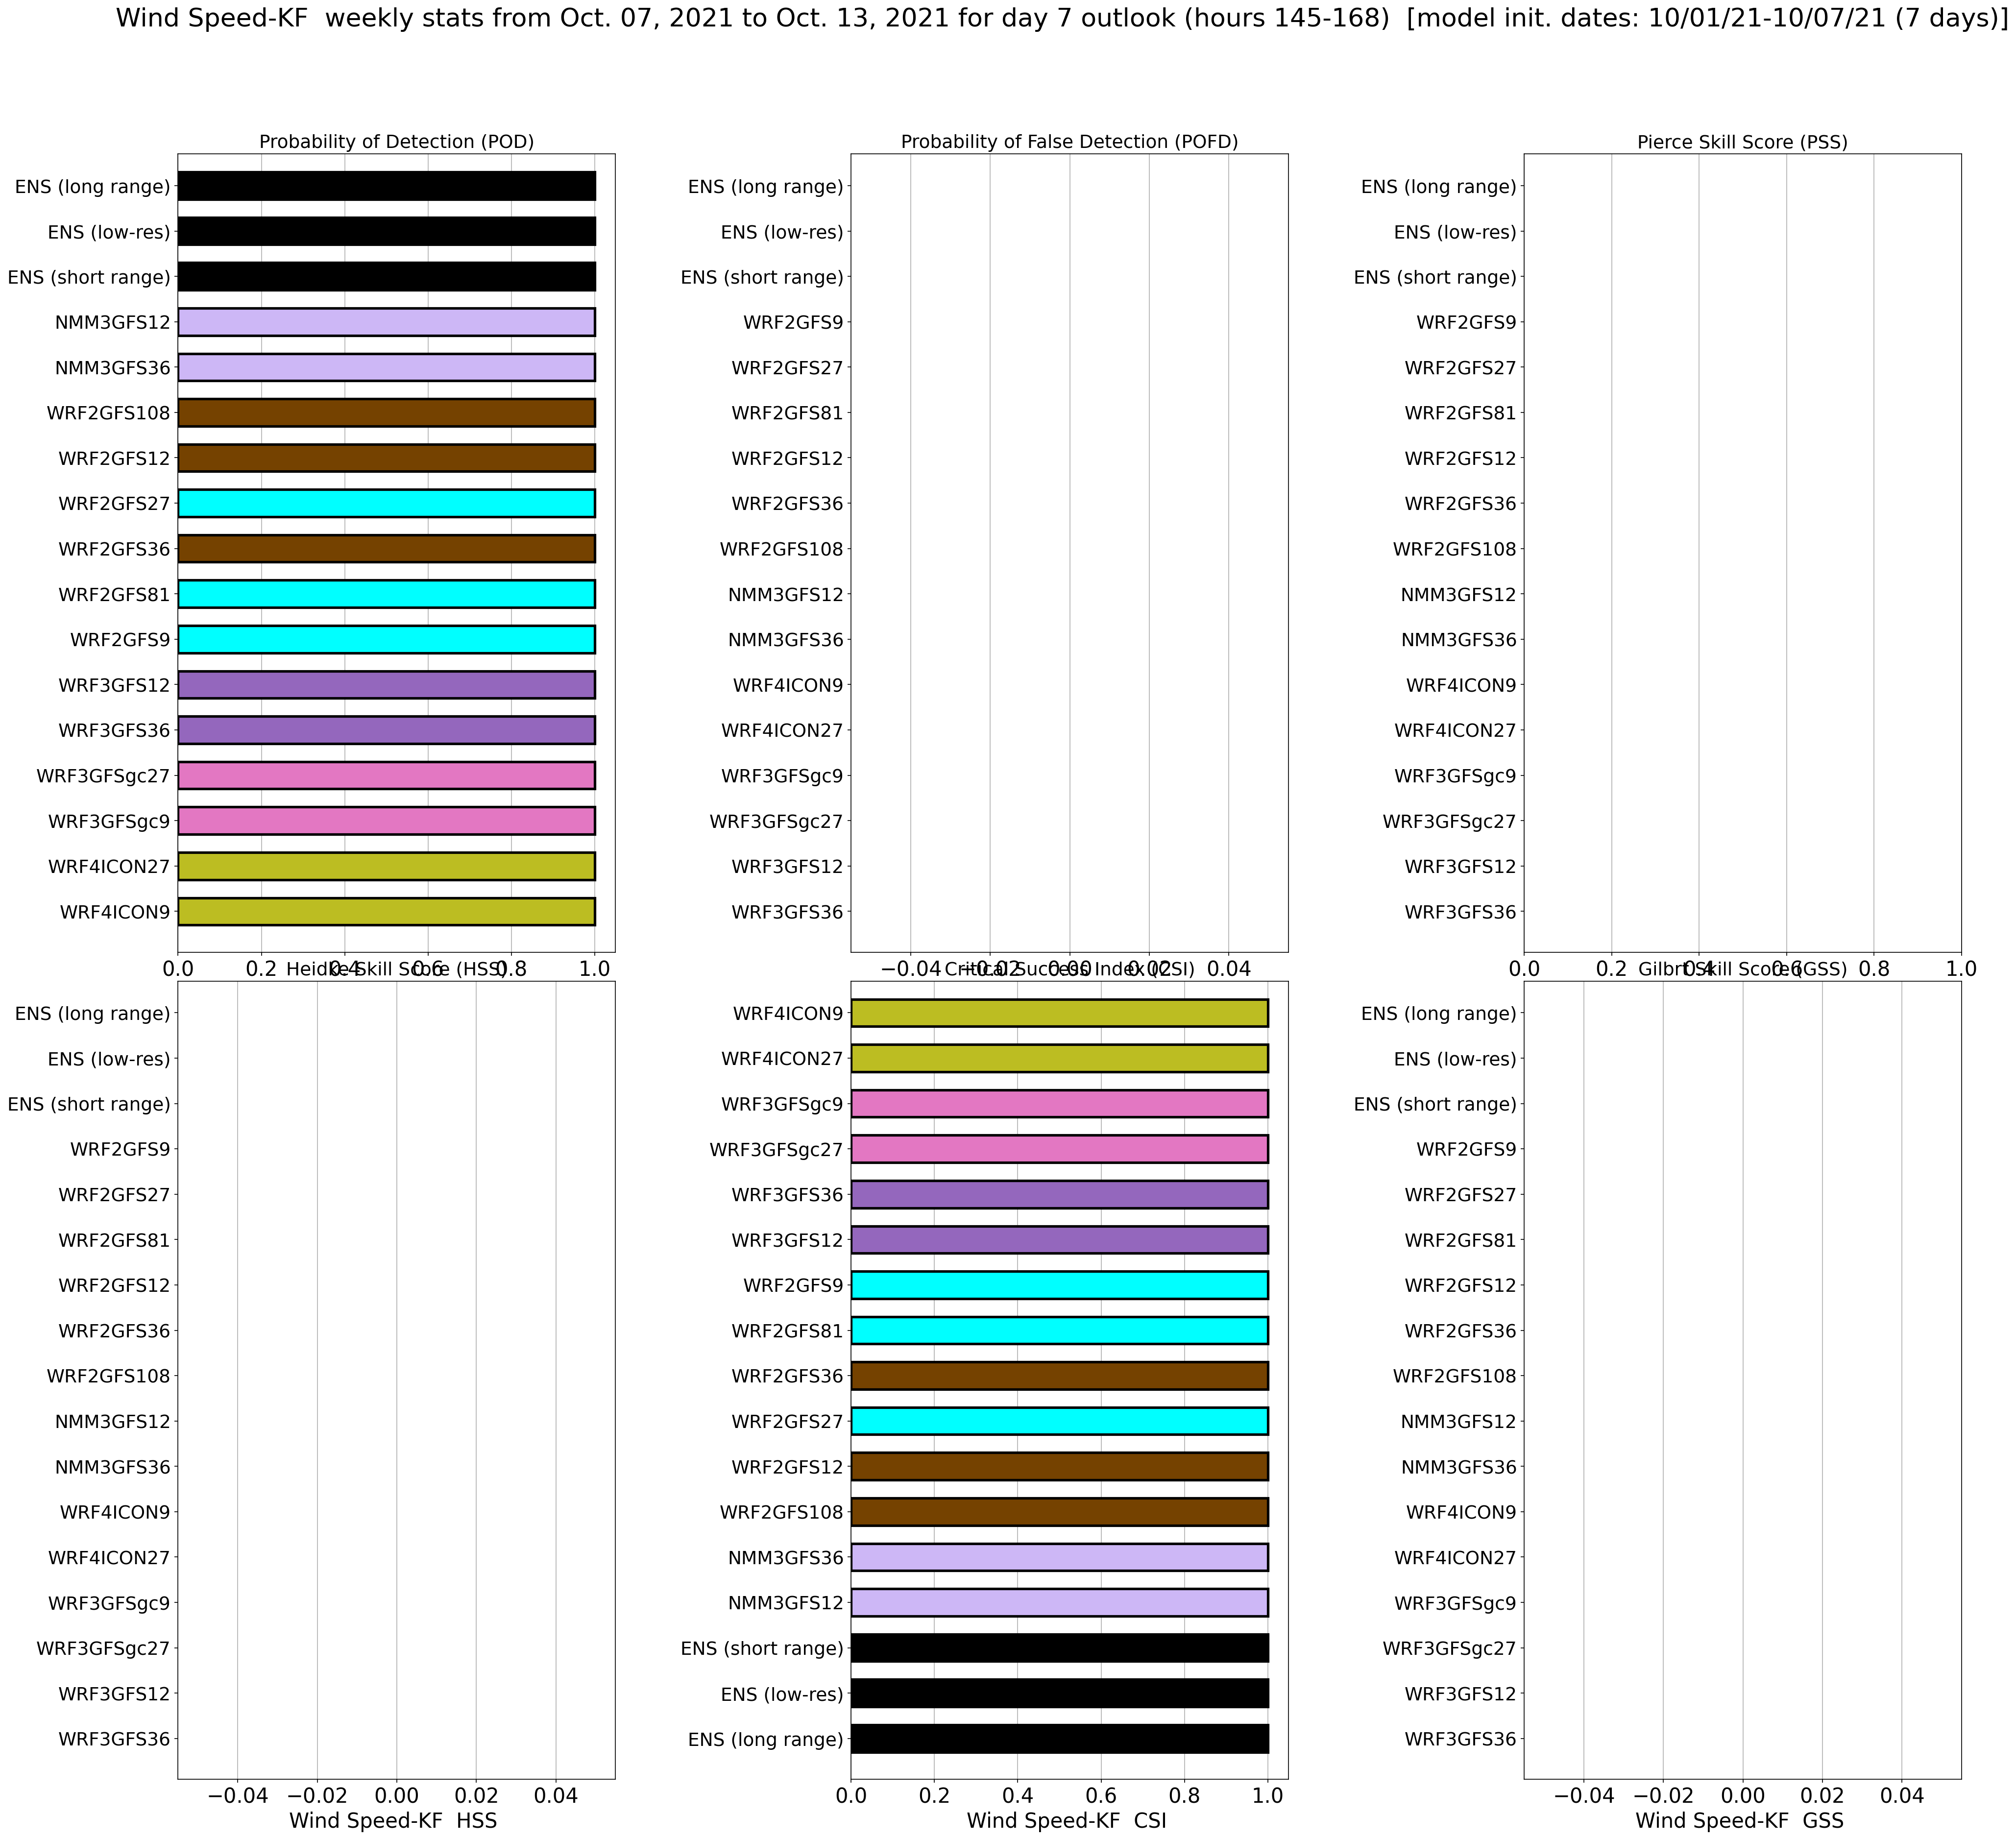 Wind Speed-KF  weekly stats from Oct. 07, 2021 to Oct. 13, 2021 for day 7 outlook (hours 145-168)  [model init. dates: 10/01/21-10/07/21 (7 days)]
Probability of Detection (POD)
ENS (long range)
ENS (low-res)
ENS (short range)
NMM3GFS12
NMM3GFS36
WRF2GFS108
WRF2GFS12
WRF2GFS27
WRF2GFS36
WRF2GFS81
WRF2GFS9
WRF3GFS12
WRF3GFS36
WRF3GFSgc27
WRF3GFSgc9
WRF4ICON27
WRF4ICON9
0.0 0.2 0.4 0.6 0.8 1.0
Probability of False Detection (POFD)
ENS (long range)
ENS (low-res)
ENS (short range)
WRF2GFS9
WRF2GFS27
WRF2GFS81
WRF2GFS12
WRF2GFS36
WRF2GFS108
NMM3GFS12
NMM3GFS36
WRF4ICON9
WRF4ICON27
WRF3GFSgc9
WRF3GFSgc27
WRF3GFS12
WRF3GFS36
−0.04 −0.02 0.00 0.02 0.04
Pierce Skill Score (PSS)
ENS (long range)
ENS (low-res)
ENS (short range)
WRF2GFS9
WRF2GFS27
WRF2GFS81
WRF2GFS12
WRF2GFS36
WRF2GFS108
NMM3GFS12
NMM3GFS36
WRF4ICON9
WRF4ICON27
WRF3GFSgc9
WRF3GFSgc27
WRF3GFS12
WRF3GFS36
0.0 0.2 0.4 0.6 0.8 1.0
Heidke Skill Score (HSS)
ENS (long range)
ENS (low-res)
ENS (short range)
WRF2GFS9
WRF2GFS27
WRF2GFS81
WRF2GFS12
WRF2GFS36
WRF2GFS108
NMM3GFS12
NMM3GFS36
WRF4ICON9
WRF4ICON27
WRF3GFSgc9
WRF3GFSgc27
WRF3GFS12
WRF3GFS36
−0.04 −0.02 0.00 0.02 0.04
Wind Speed-KF  HSS
Critical Success Index (CSI)
WRF4ICON9
WRF4ICON27
WRF3GFSgc9
WRF3GFSgc27
WRF3GFS36
WRF3GFS12
WRF2GFS9
WRF2GFS81
WRF2GFS36
WRF2GFS27
WRF2GFS12
WRF2GFS108
NMM3GFS36
NMM3GFS12
ENS (short range)
ENS (low-res)
ENS (long range)
0.0 0.2 0.4 0.6 0.8 1.0
Wind Speed-KF  CSI
Gilbrt Skill Score (GSS)
ENS (long range)
ENS (low-res)
ENS (short range)
WRF2GFS9
WRF2GFS27
WRF2GFS81
WRF2GFS12
WRF2GFS36
WRF2GFS108
NMM3GFS12
NMM3GFS36
WRF4ICON9
WRF4ICON27
WRF3GFSgc9
WRF3GFSgc27
WRF3GFS12
WRF3GFS36
−0.04 −0.02 0.00 0.02 0.04
Wind Speed-KF  GSS